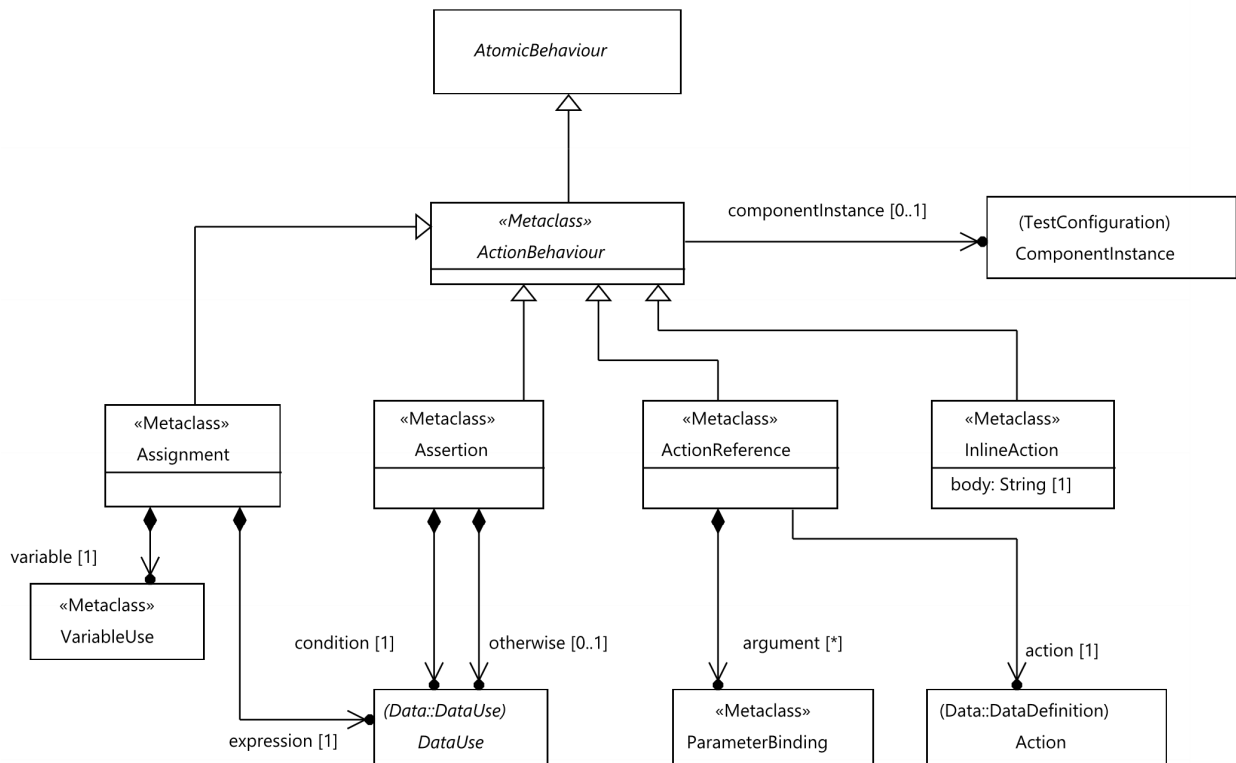 AtomicBehaviour
«Metaclass»
ActionBehaviour
componentInstance [0..1]
(TestConfiguration)
ComponentInstance
«Metaclass»
Assignment
«Metaclass»
Assertion
«Metaclass»
ActionReference
«Metaclass»
InlineAction
body: String [1]
variable [1]
«Metaclass»
VariableUse
condition [1]
otherwise [0..1]
argument [*]
action [1]
expression [1]
(Data::DataUse)
DataUse
«Metaclass»
ParameterBinding
(Data::DataDefinition)
Action